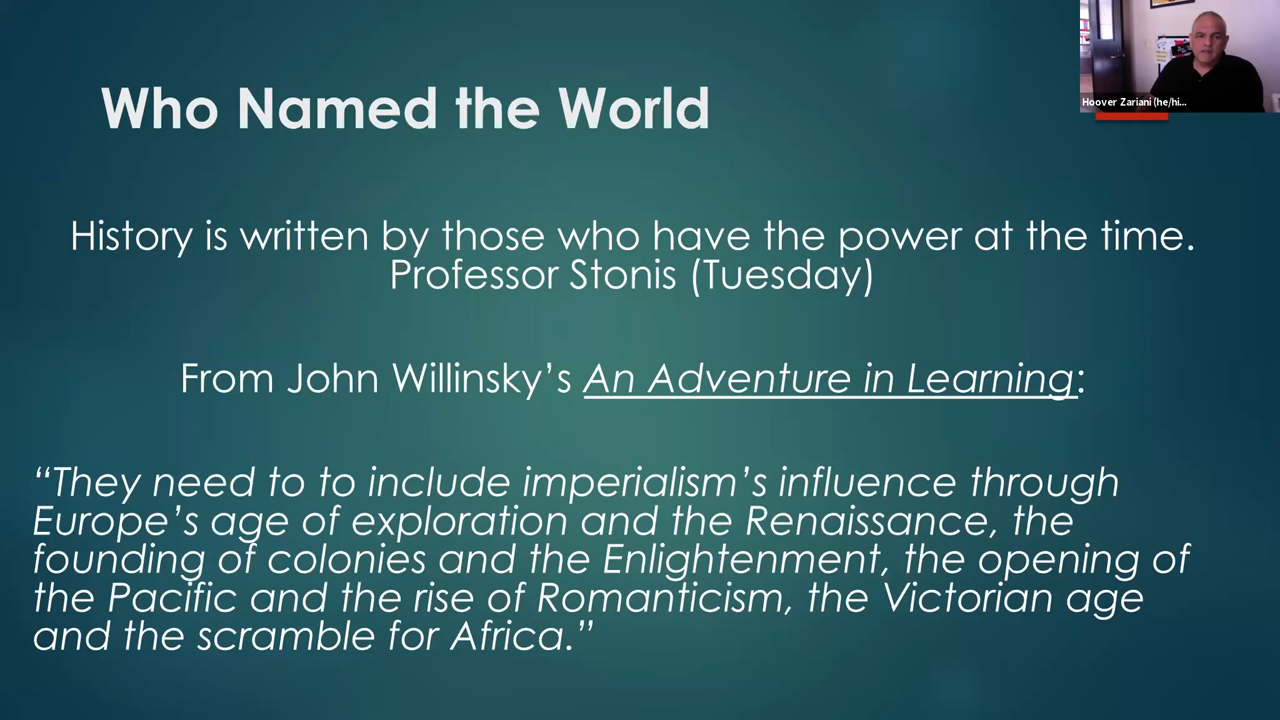 Who Named the World
Hoover Zariani (he/hi...
History is written by those who have the power at the time.
Professor Stonis (Tuesday)
From John Willinsky’s An Adventure in Learning:
“They need to to include imperialism’s influence through
Europe’s age of exploration and the Renaissance, the
founding of colonies and the Enlightenment, the opening of
the Pacific and the rise of Romanticism, the Victorian age
and the scramble for Africa.”